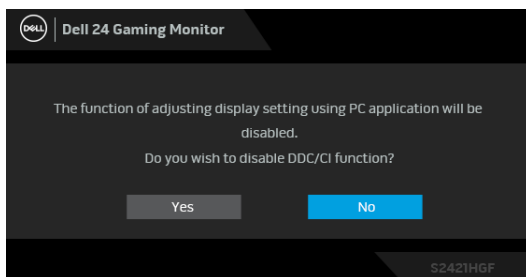 DELL
Dell 24 Gaming Monitor
The function of adjusting display setting using PC application will be
disabled.
Do you wish to disable DDC/CI function?
Yes
No
S2421HGF